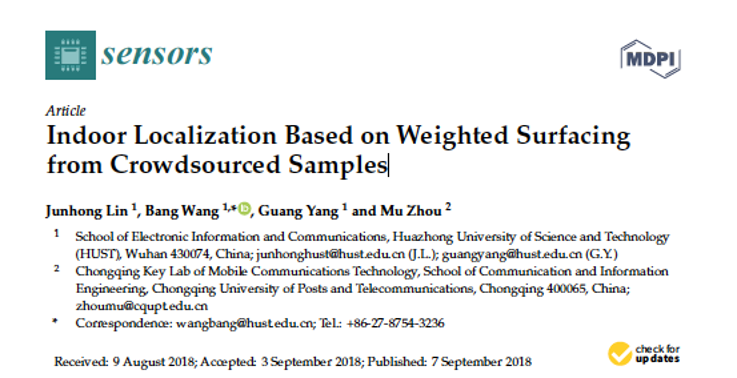 sensors
MDPI
Article
Indoor Localization Based on Weighted Surfacing
from Crowdsourced Samples
Junhong Lin 1, Bang Wang 1,* iD, Guang Yang 1 and Mu Zhou 2
1 School of Electronic Information and Communications, Huazhong University of Science and Technology
(HUST), Wuhan 430074, China; junhonghust@hust.edu.cn (J.L.); guangyang@hust.edu.cn (G.Y.)
2 Chongqing Key Lab of Mobile Communications Technology, School of Communication and Information
Engineering, Chongqing University of Posts and Telecommunications, Chongqing 400065, China;
zhoumu@cqupt.edu.cn
* Correspondence: wangbang@hust.edu.cn; Tel.: +86-27-8754-3236
Received: 9 August 2018; Accepted: 3 September 2018; Published: 7 September 2018
check for
updates